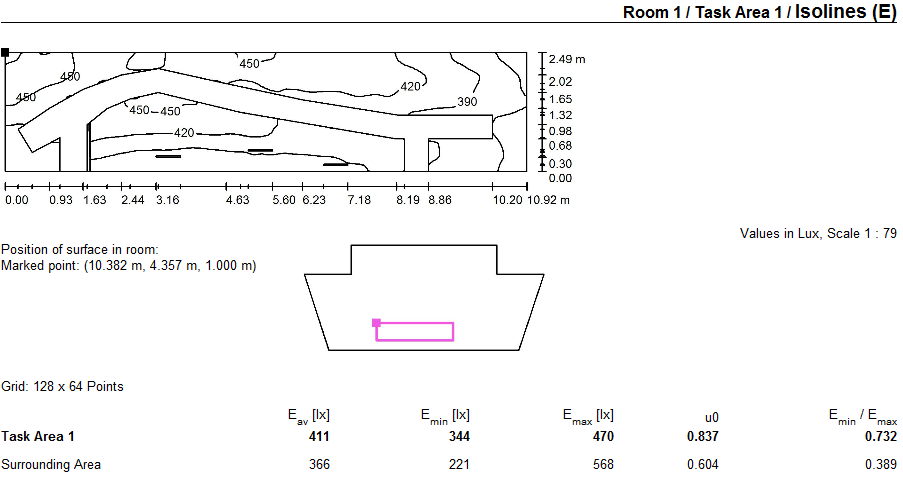 Room 1 / Task Area 1 / Isolines (E)
450
450
450
450
450
420
420
390
2.49 m
2.02
1.65
1.32
0.98
0.68
0.30
0.00
0.00 0.93 1.63 2.44 3.16 4.63 5.60 6.23 7.18 8.19 8.86 10.20 10.92 m
Values in Lux, Scale 1 : 79
Position of surface in room:
Marked point: (10.382 m, 4.357 m, 1.000 m)
Grid: 128 x 64 Points
Eav [lx] Emin [lx] Emax [lx] u0 Emin / Emax
Task Area 1 411 344 470 0.837 0.732
Surrounding Area 366 221 568 0.604 0.389